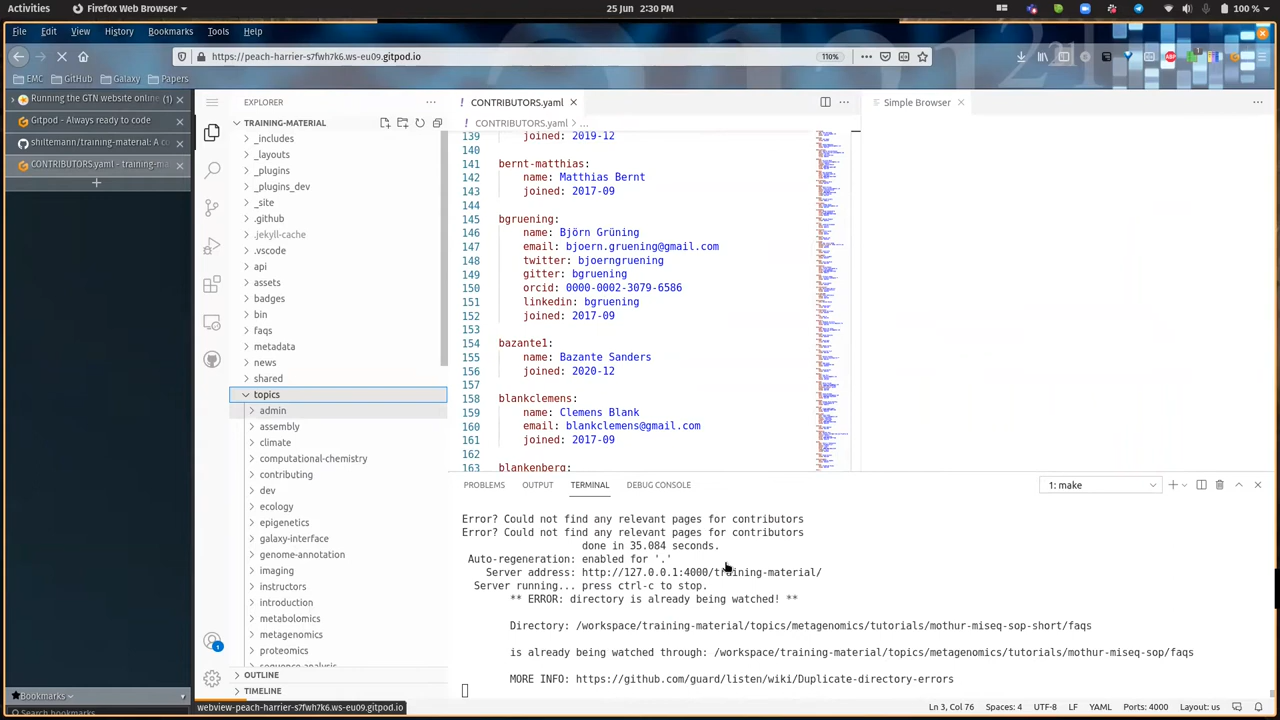 Activities
Firefox Web Browser
25 Jun 2:30 PM
100 %
File Edit View History Bookmarks Tools Help
https://peach-harrier-s7fwh7k6.ws-eu09.gitpod.io
110%
EMC GitHub Galaxy Papers
Running the GTN website online (1)
Gitpod - Always ready to code
shiltemann/training-material: A co
CONTRIBUTORS.yaml - training-ma
Bookmarks
Search bookmarks
EXPLORER
TRAINING-MATERIAL
_includes
_layouts
_plugins
_plugins_dev
_site
.github
.jekyll-cache
.vscode
api
assets
badges
bin
faqs
metadata
news
shared
topics
admin
assembly
climate
computational-chemistry
contributing
dev
ecology
epigenetics
galaxy-interface
genome-annotation
imaging
instructors
introduction
metabolomics
metagenomics
proteomics
sequence-analysis
OUTLINE
TIMELINE
CONTRIBUTORS.yaml
CONTRIBUTORS.yaml > ...
139 joined: 2019-12
140
141 bernt-matthias:
142 name: Matthias Bernt
143 joined: 2017-09
144
145 bgruening:
146 name: Björn Grüning
147 email: bjoern.gruening@gmail.com
148 twitter: bjoerngruening
149 gitter: bgruening
150 orcid: 0000-0002-3079-6586
151 linkedin: bgruening
152 joined: 2017-09
153
154 bazante1:
155 name: Bazante Sanders
156 joined: 2020-12
157
158 blankclemens:
159 name: Clemens Blank
160 email: blankclemens@gmail.com
161 joined: 2017-09
162
163 blankenberg:
Simple Browser
PROBLEMS OUTPUT TERMINAL DEBUG CONSOLE
1: make
Error? Could not find any relevant pages for contributors
Error? Could not find any relevant pages for contributors
done in 35.084 seconds.
Auto-regeneration: enabled for '.'
Server address: http://127.0.0.1:4000/training-material/
Server running... press ctrl-c to stop.
** ERROR: directory is already being watched! **
Directory: /workspace/training-material/topics/metagenomics/tutorials/mothur-miseq-sop-short/faqs
is already being watched through: /workspace/training-material/topics/metagenomics/tutorials/mothur-miseq-sop/faqs
MORE INFO: https://github.com/guard/listen/wiki/Duplicate-directory-errors
webview-peach-harrier-s7fwh7k6.ws-eu09.gitpod.io
Ln 3, Col 76 Spaces: 4 UTF-8 LF YAML Ports: 4000 Layout: us